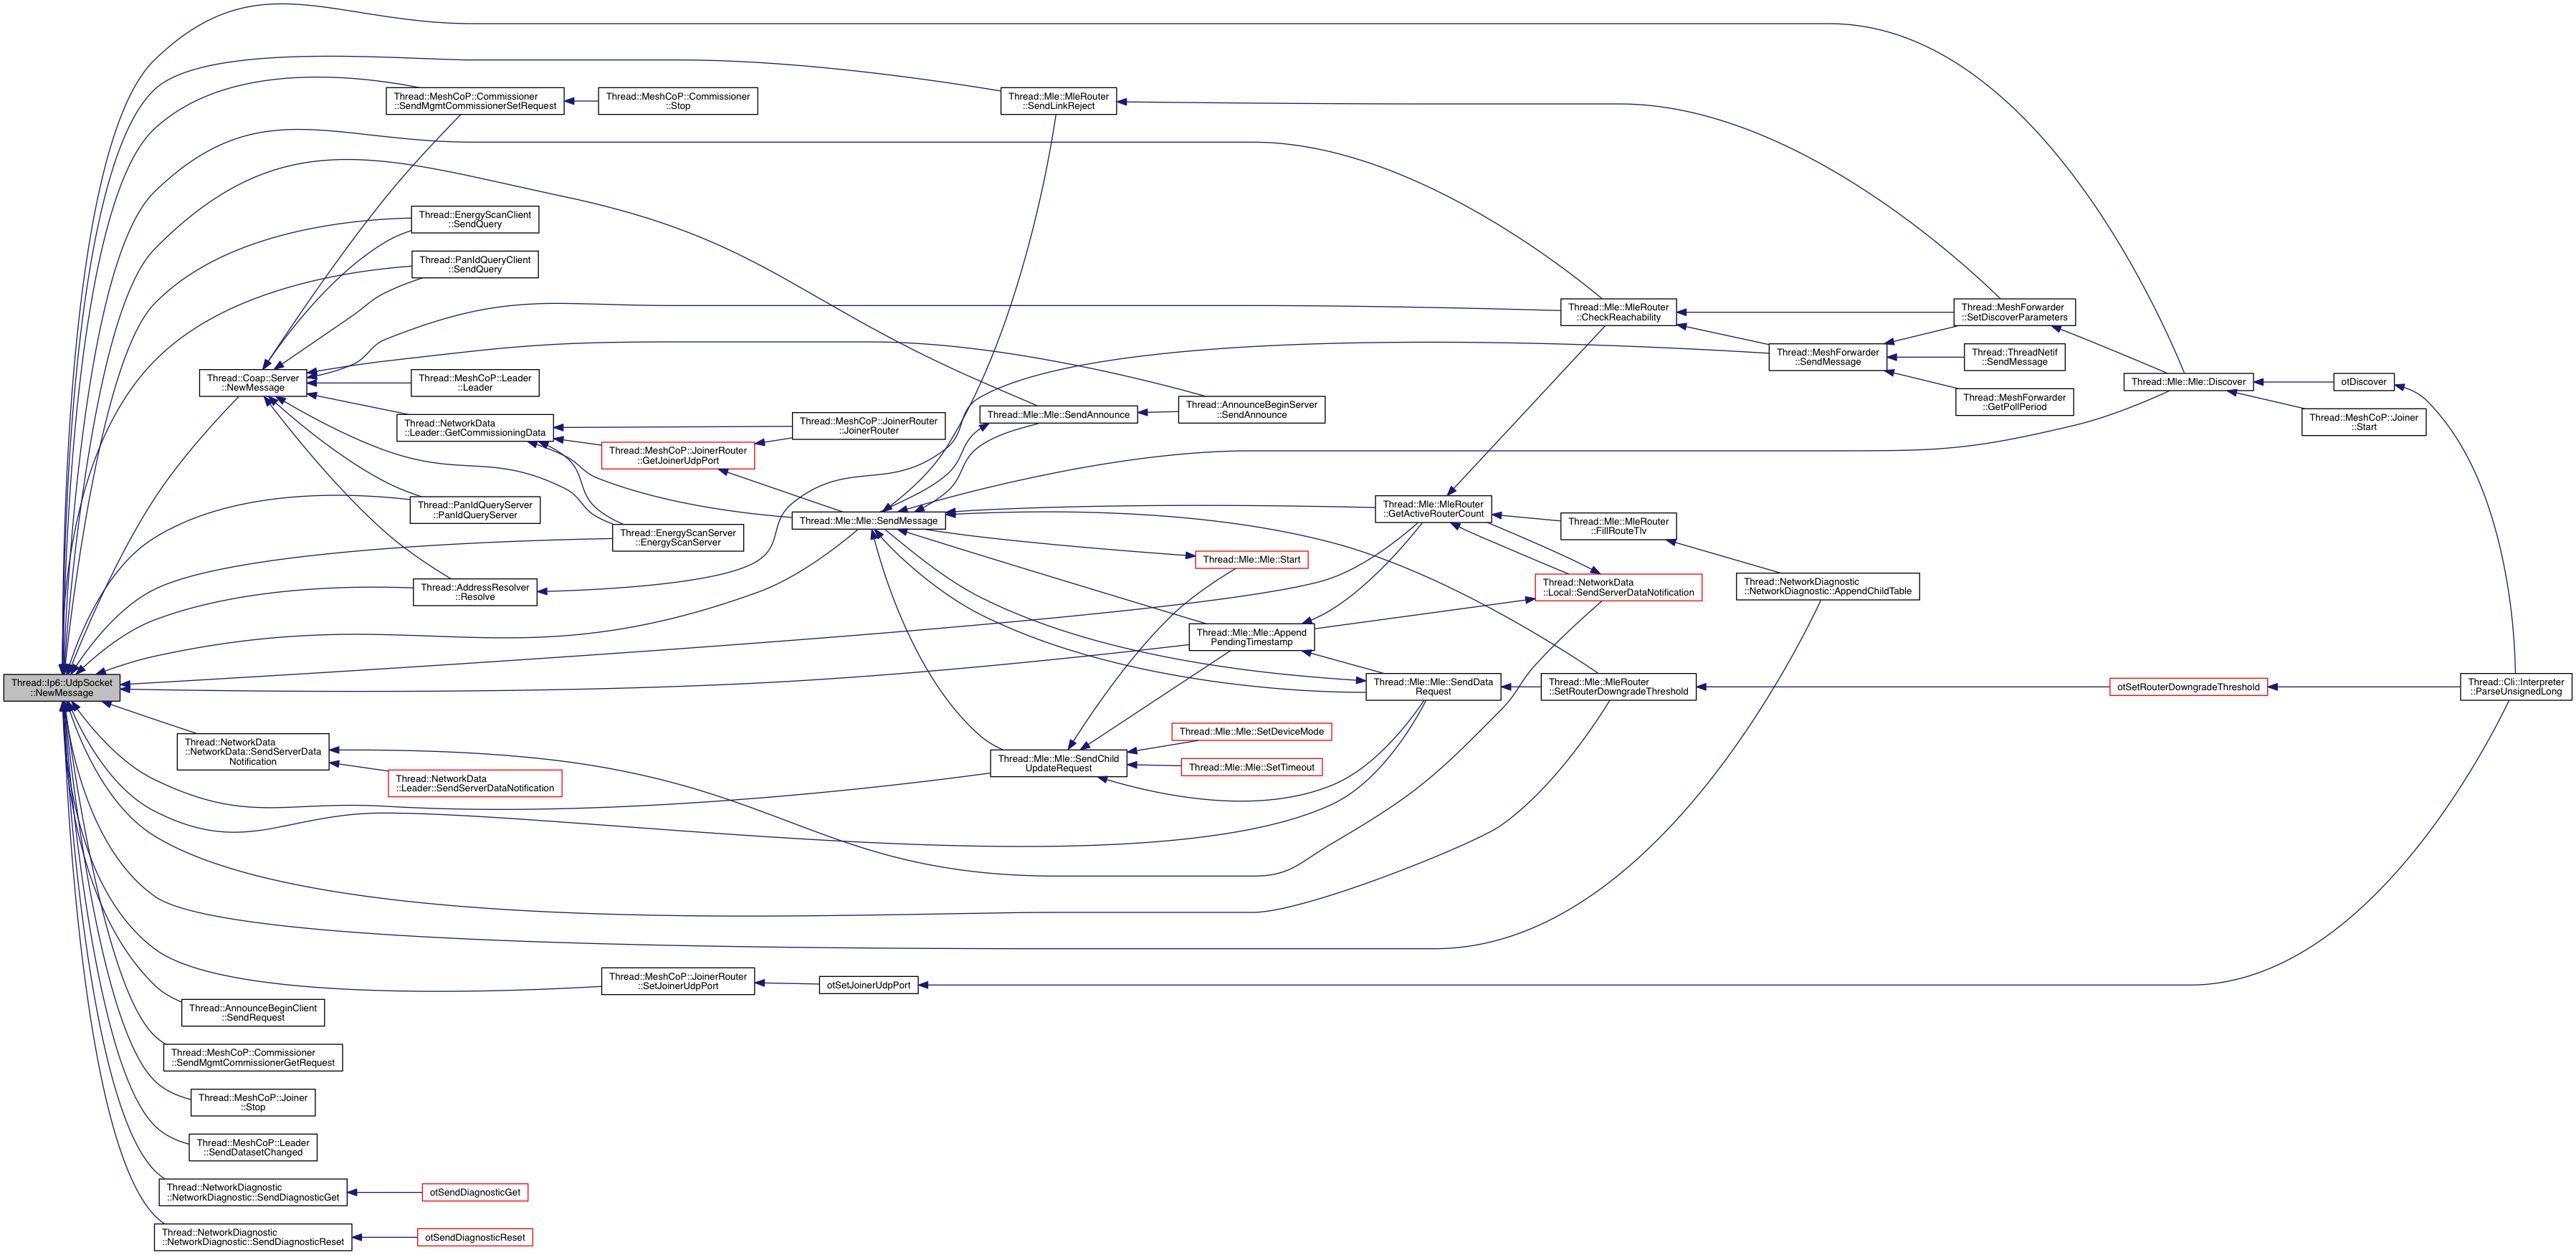 Thread::Ip6::UdpSocket
::NewMessage
Thread::MeshCoP::Commissioner
::SendMgmtCommissionerSetRequest
Thread::MeshCoP::Commissioner
::Stop
Thread::Mle::MleRouter
::SendLinkReject
Thread::EnergyScanClient
::SendQuery
Thread::PanIdQueryClient
::SendQuery
Thread::Coap::Server
::NewMessage
Thread::MeshCoP::Leader
::Leader
Thread::NetworkData
::Leader::GetCommissioningData
Thread::MeshCoP::JoinerRouter
::JoinerRouter
Thread::MeshCoP::JoinerRouter
::GetJoinerUdpPort
Thread::Mle::Mle::SendAnnounce
Thread::AnnounceBeginServer
::SendAnnounce
Thread::Mle::MleRouter
::CheckReachability
Thread::MeshForwarder
::SendMessage
Thread::MeshForwarder
::SetDiscoverParameters
Thread::ThreadNetif
::SendMessage
Thread::MeshForwarder
::GetPollPeriod
Thread::Mle::Mle::Discover
otDiscover
Thread::MeshCoP::Joiner
::Start
Thread::PanIdQueryServer
::PanIdQueryServer
Thread::EnergyScanServer
::EnergyScanServer
Thread::AddressResolver
::Resolve
Thread::Mle::Mle::SendMessage
Thread::Mle::MleRouter
::GetActiveRouterCount
Thread::Mle::MleRouter
::FillRouteTlv
Thread::Mle::Mle::Start
Thread::NetworkData
::Local::SendServerDataNotification
Thread::NetworkDiagnostic
::NetworkDiagnostic::AppendChildTable
Thread::Mle::Mle::Append
PendingTimestamp
Thread::Mle::Mle::SendData
Request
Thread::Mle::MleRouter
::SetRouterDowngradeThreshold
otSetRouterDowngradeThreshold
Thread::Cli::Interpreter
::ParseUnsignedLong
Thread::NetworkData
::NetworkData::SendServerData
Notification
Thread::NetworkData
::Leader::SendServerDataNotification
Thread::Mle::Mle::SendChild
UpdateRequest
Thread::Mle::Mle::SetDeviceMode
Thread::Mle::Mle::SetTimeout
Thread::MeshCoP::JoinerRouter
::SetJoinerUdpPort
otSetJoinerUdpPort
Thread::AnnounceBeginClient
::SendRequest
Thread::MeshCoP::Commissioner
::SendMgmtCommissionerGetRequest
Thread::MeshCoP::Joiner
::Stop
Thread::MeshCoP::Leader
::SendDatasetChanged
Thread::NetworkDiagnostic
::NetworkDiagnostic::SendDiagnosticGet
otSendDiagnosticGet
Thread::NetworkDiagnostic
::NetworkDiagnostic::SendDiagnosticReset
otSendDiagnosticReset